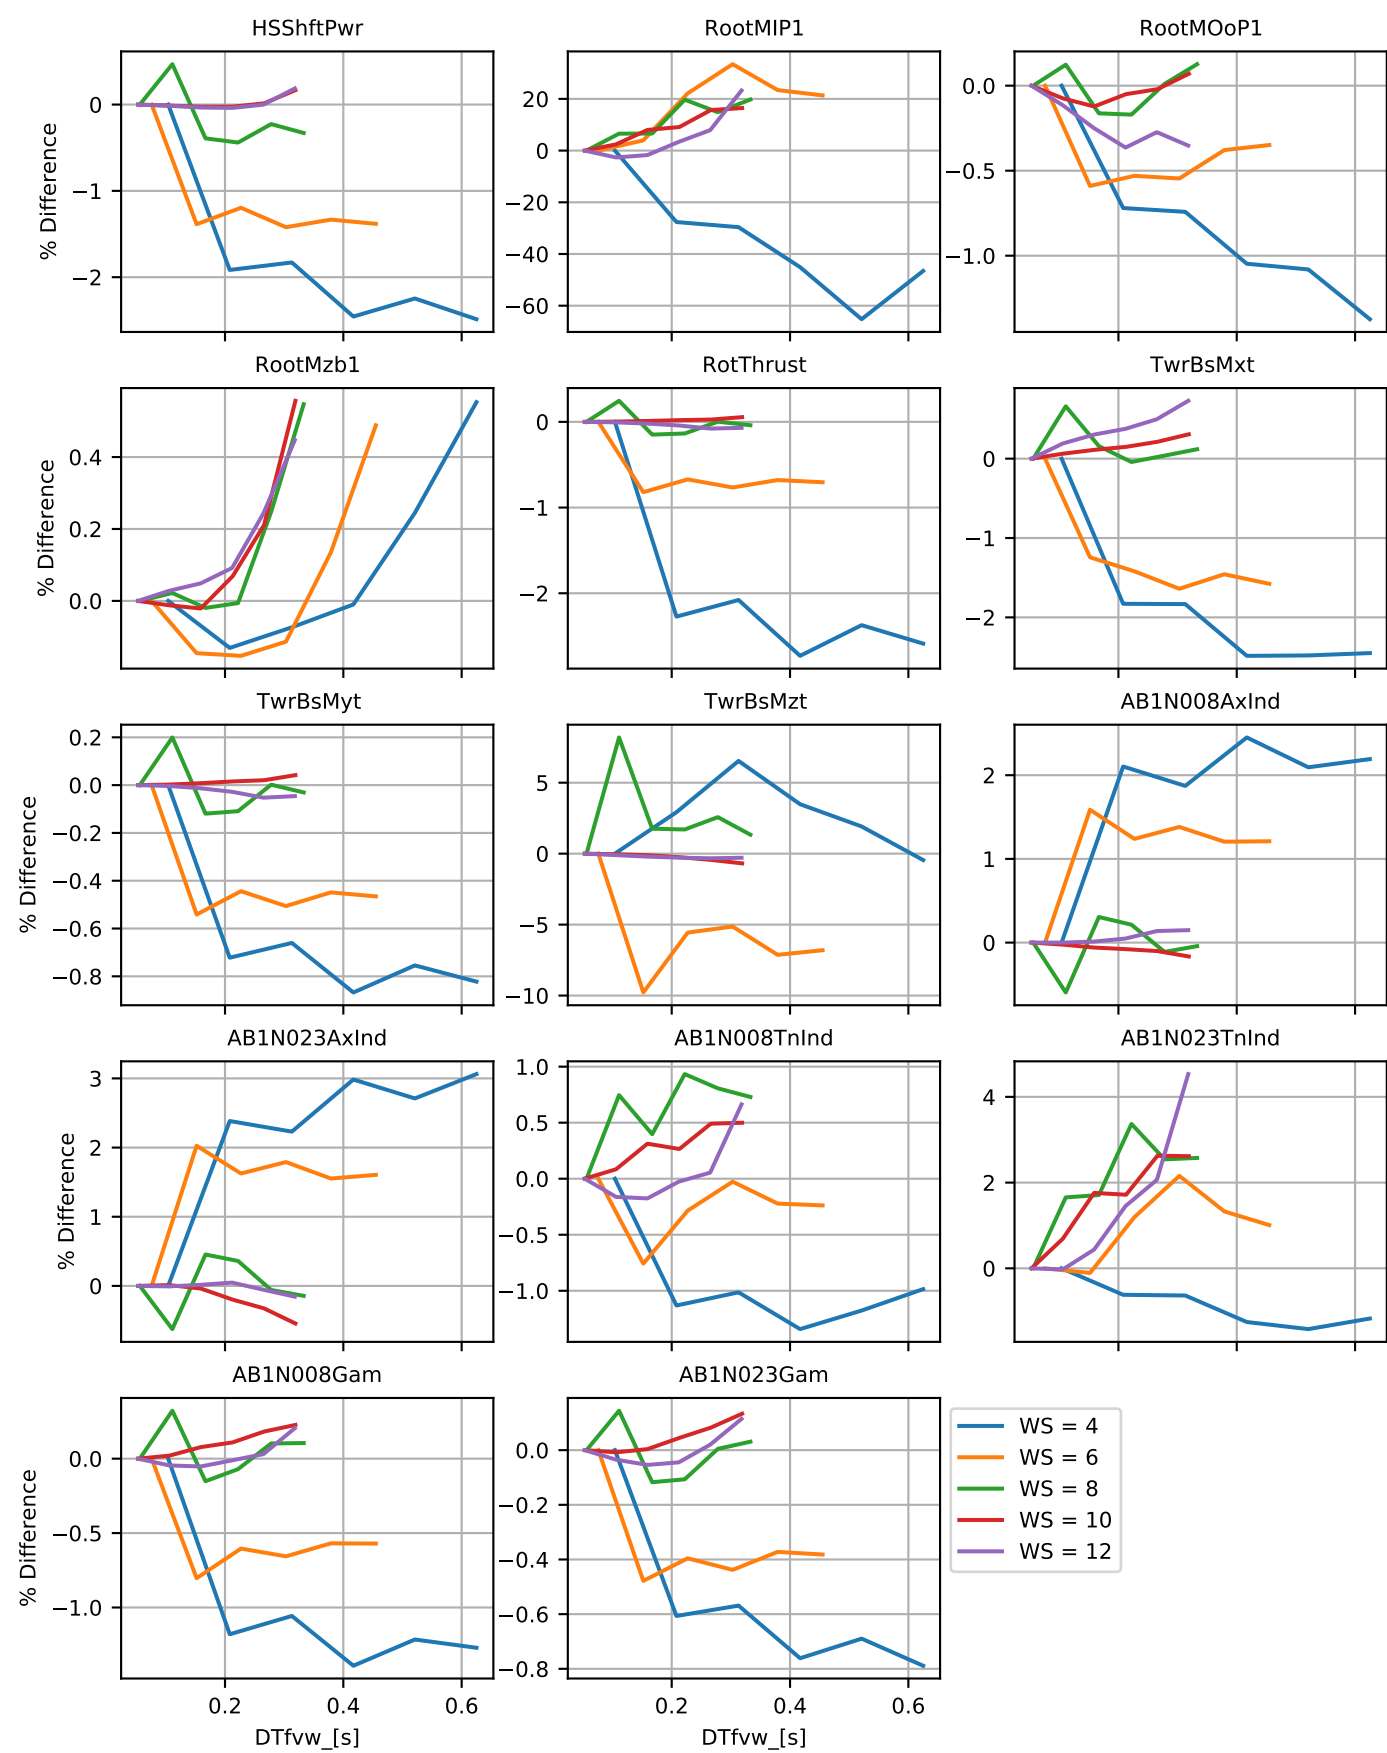 HSShftPwr
RootMIP1
RootMOoP1
% Difference
0
−1
−2
20
0
−20
−40
−60
0.0
−0.5
−1.0
RootMzb1
RotThrust
TwrBsMxt
% Difference
0.4
0.2
0.0
0
−1
−2
0
−1
−2
TwrBsMyt
TwrBsMzt
AB1N008AxInd
% Difference
0.2
0.0
−0.2
−0.4
−0.6
−0.8
5
0
−5
−10
2
1
0
AB1N023AxInd
AB1N008TnInd
AB1N023TnInd
% Difference
3
2
1
0
1.0
0.5
0.0
−0.5
−1.0
4
2
0
AB1N008Gam
AB1N023Gam
% Difference
0.0
−0.5
−1.0
0.0
−0.2
−0.4
−0.6
−0.8
WS = 4
WS = 6
WS = 8
WS = 10
WS = 12
0.2 0.4 0.6
0.2 0.4 0.6
DTfvw_[s]
DTfvw_[s]